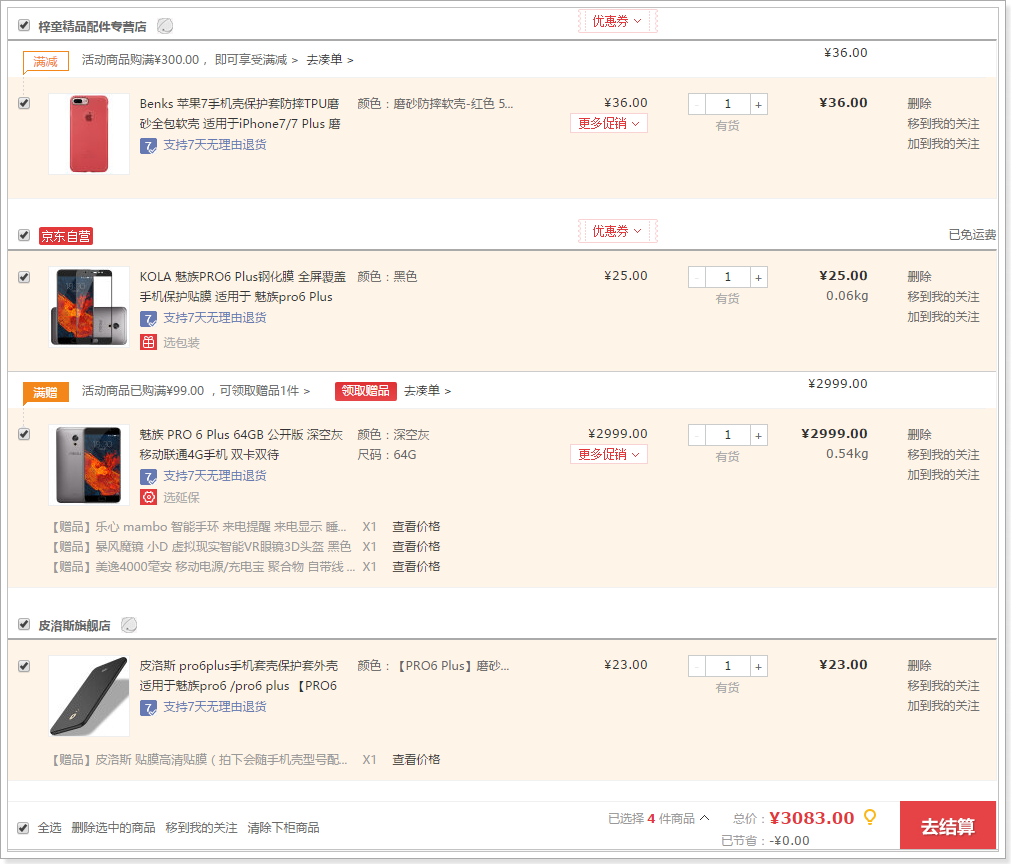 梓童精品配件专营店 优惠券
满减 活动商品购满¥300.00 ，即可享受满减 > 去凑单 > ¥36.00
Benks 苹果7手机壳保护套防摔TPU磨 颜色：磨砂防摔软壳-红色 5... ¥36.00 - 1 + ¥36.00 删除
砂全包软壳 适用于iPhone7/7 Plus 磨 更多促销 有货 移到我的关注
7 支持7天无理由退货 加到我的关注
京东自营 优惠券 已免运费
KOLA 魅族PRO6 Plus钢化膜 全屏覆盖 颜色：黑色 ¥25.00 - 1 + ¥25.00 删除
手机保护贴膜 适用于 魅族pro6 Plus 有货 0.06kg 移到我的关注
7 支持7天无理由退货 加到我的关注
选包装
满赠 活动商品已购满¥99.00 ，可领取赠品1件 > 领取赠品 去凑单 > ¥2999.00
魅族 PRO 6 Plus 64GB 公开版 深空灰 颜色：深空灰 ¥2999.00 - 1 + ¥2999.00 删除
移动联通4G手机 双卡双待 尺码：64G 更多促销 有货 0.54kg 移到我的关注
7 支持7天无理由退货 加到我的关注
选延保
【赠品】乐心 mambo 智能手环 来电提醒 来电显示 睡... X1 查看价格
【赠品】暴风魔镜 小D 虚拟现实智能VR眼镜3D头盔 黑色 X1 查看价格
【赠品】美逸4000毫安 移动电源/充电宝 聚合物 自带线 ... X1 查看价格
皮洛斯旗舰店
皮洛斯 pro6plus手机套壳保护套外壳 颜色：【PRO6 Plus】磨砂... ¥23.00 - 1 + ¥23.00 删除
适用于魅族pro6 /pro6 plus 【PRO6 有货 移到我的关注
7 支持7天无理由退货 加到我的关注
【赠品】皮洛斯 贴膜高清贴膜（拍下会随手机壳型号配... X1 查看价格
全选 删除选中的商品 移到我的关注 清除下柜商品 已选择 4 件商品 总价：¥3083.00 去结算
已节省：-¥0.00